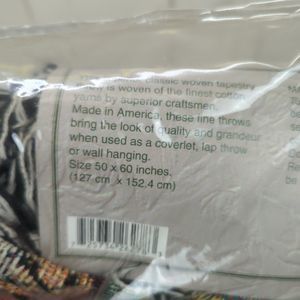 classic woven tapestry
is woven of the finest cotton
yarns by superior craftsmen.
Made in America, these fine throws
bring the look of quality and grandeur
when used as a coverlet, lap throw
or wall hanging.
Size 50 x 60 inches.
(127 cm x 152.4 cm)